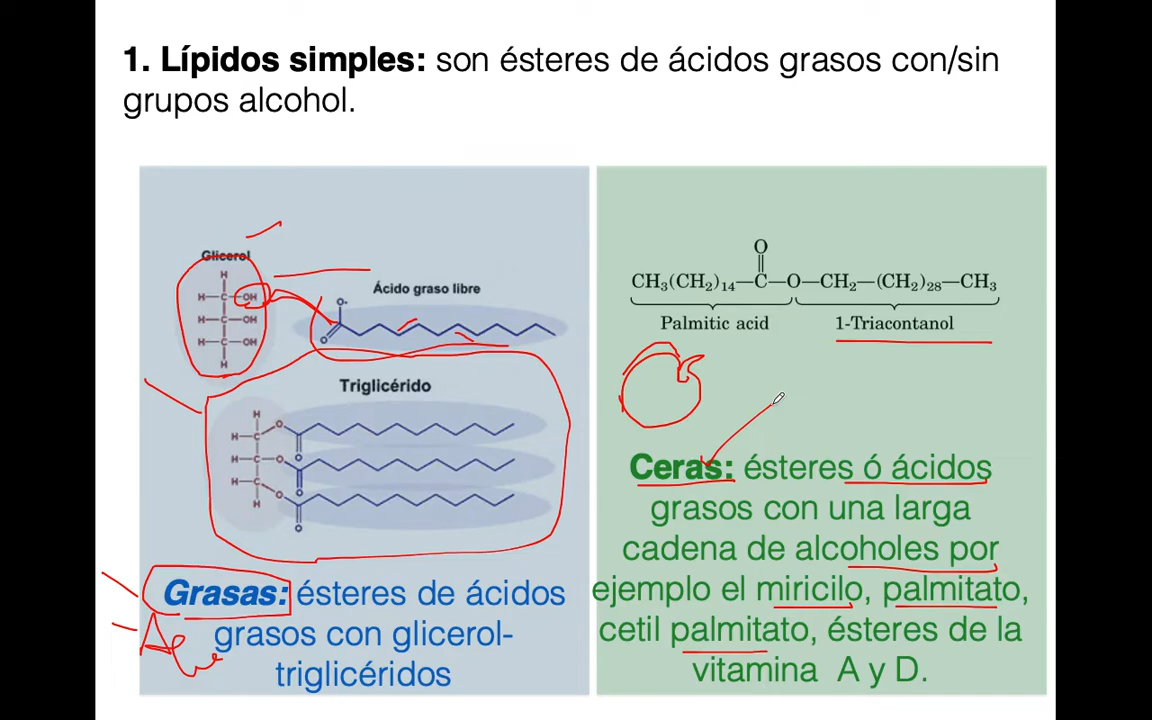 1. Lípidos simples: son ésteres de ácidos grasos con/sin
grupos alcohol.
Glicerol
H
H—C—OH
H—C—OH
H—C—OH
H
Ácido graso libre
O-
O
Triglicérido
H
H—C—O
O
H—C—O
O
H—C—O
H
O
Grasas: ésteres de ácidos
grasos con glicerol-
triglicéridos
O
CH3(CH2)14—C—O—CH2—(CH2)28—CH3
Palmitic acid 1-Triacontanol
Ceras: ésteres ó ácidos
grasos con una larga
cadena de alcoholes por
ejemplo el miricilo, palmitato,
cetil palmitato, ésteres de la
vitamina A y D.